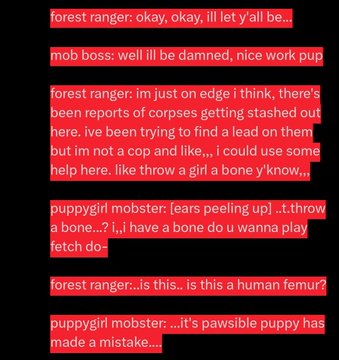 forest ranger: okay, okay, ill let y'all be...
mob boss: well ill be damned, nice work pup
forest ranger: im just on edge i think, there's
been reports of corpses getting stashed out
here. ive been trying to find a lead on them
but im not a cop and like,,, i could use some
help here. like throw a girl a bone y'know,,,
puppygirl mobster: [ears peeling up] ..t.throw
a bone...? i,,i have a bone do u wanna play
fetch do-
forest ranger:..is this.. is this a human femur?
puppygirl mobster: ...it's pawsible puppy has
made a mistake....